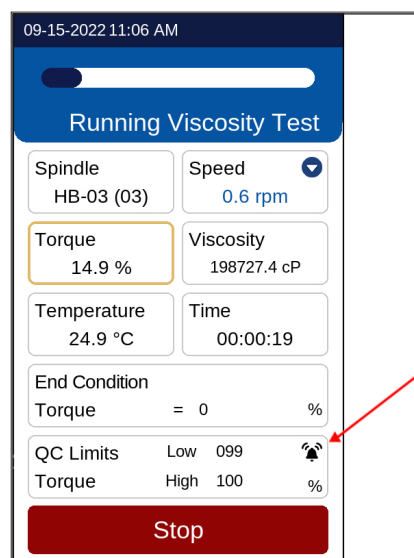 09-15-2022 11:06 AM
Running Viscosity Test
Spindle
HB-03 (03)
Speed
0.6 rpm
Torque
14.9 %
Viscosity
198727.4 cP
Temperature
24.9 °C
Time
00:00:19
End Condition
Torque = 0 %
QC Limits Low 099
Torque High 100 %
Stop